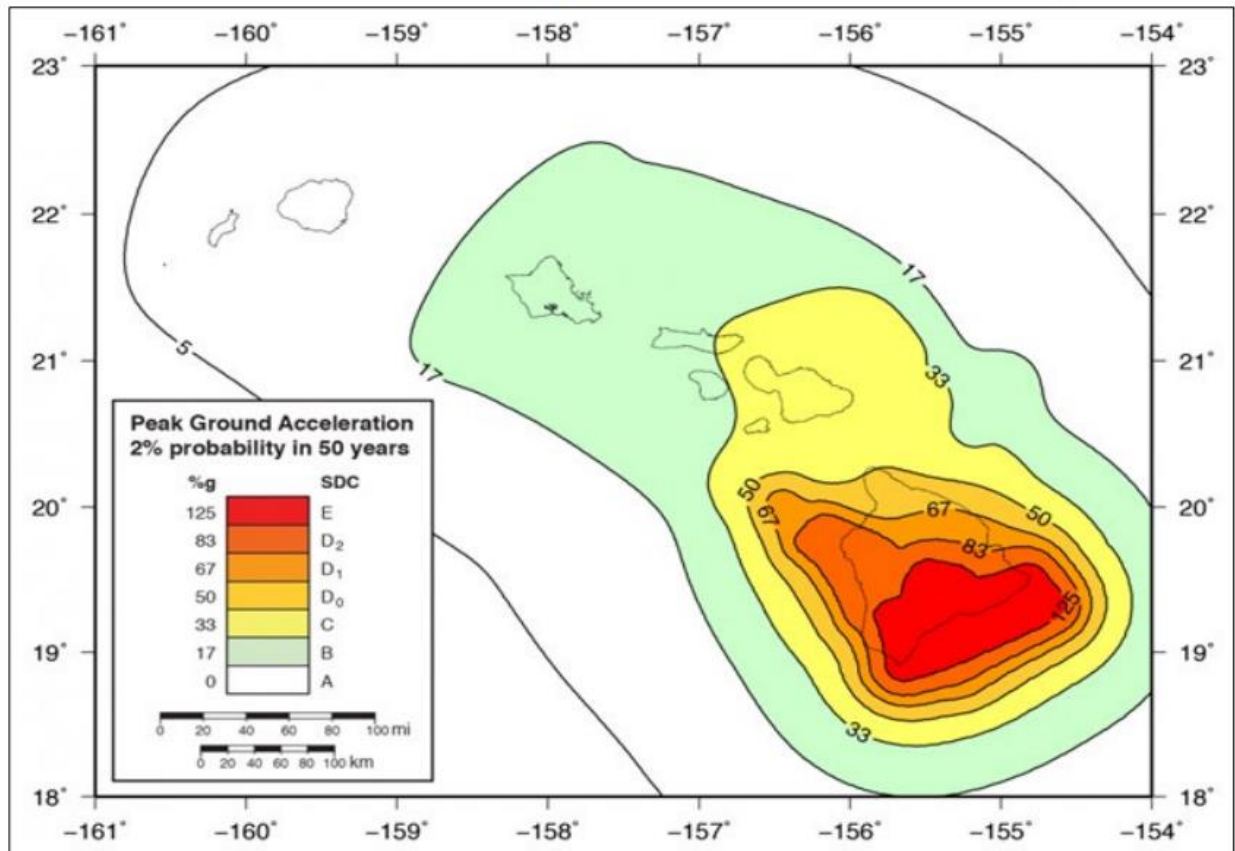 −161˚ −160˚ −159˚ −158˚ −157˚ −156˚ −155˚ −154˚
23˚ 23˚
22˚ 22˚
17
5
21˚ 21˚
17
33
Peak Ground Acceleration
2% probability in 50 years
%g SDC
125 E
83 D2
67 D1
50 D0
33 C
17 B
0 A
0 20 40 60 80 100 mi
0 20 40 60 80 100 km
50
67
20˚ 20˚
67
50
83
125
19˚ 19˚
33
18˚ 18˚
−161˚ −160˚ −159˚ −158˚ −157˚ −156˚ −155˚ −154˚